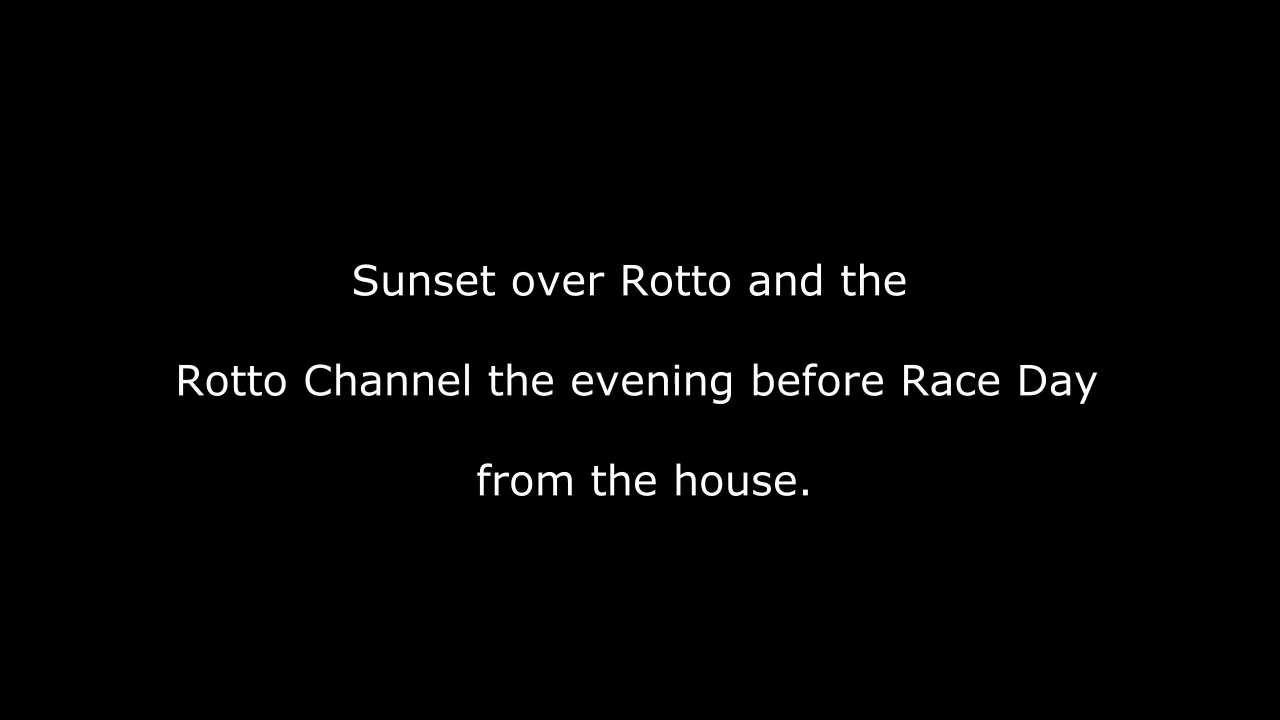 Sunset over Rotto and the
Rotto Channel the evening before Race Day
from the house.